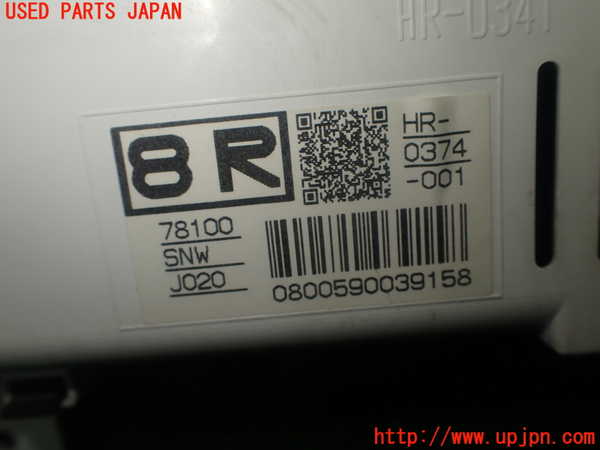 USED PARTS JAPAN
HR-0341
8R
HR-
0374
-001
78100
SNW
J020
0800590039158
http://www.upjpn.com/